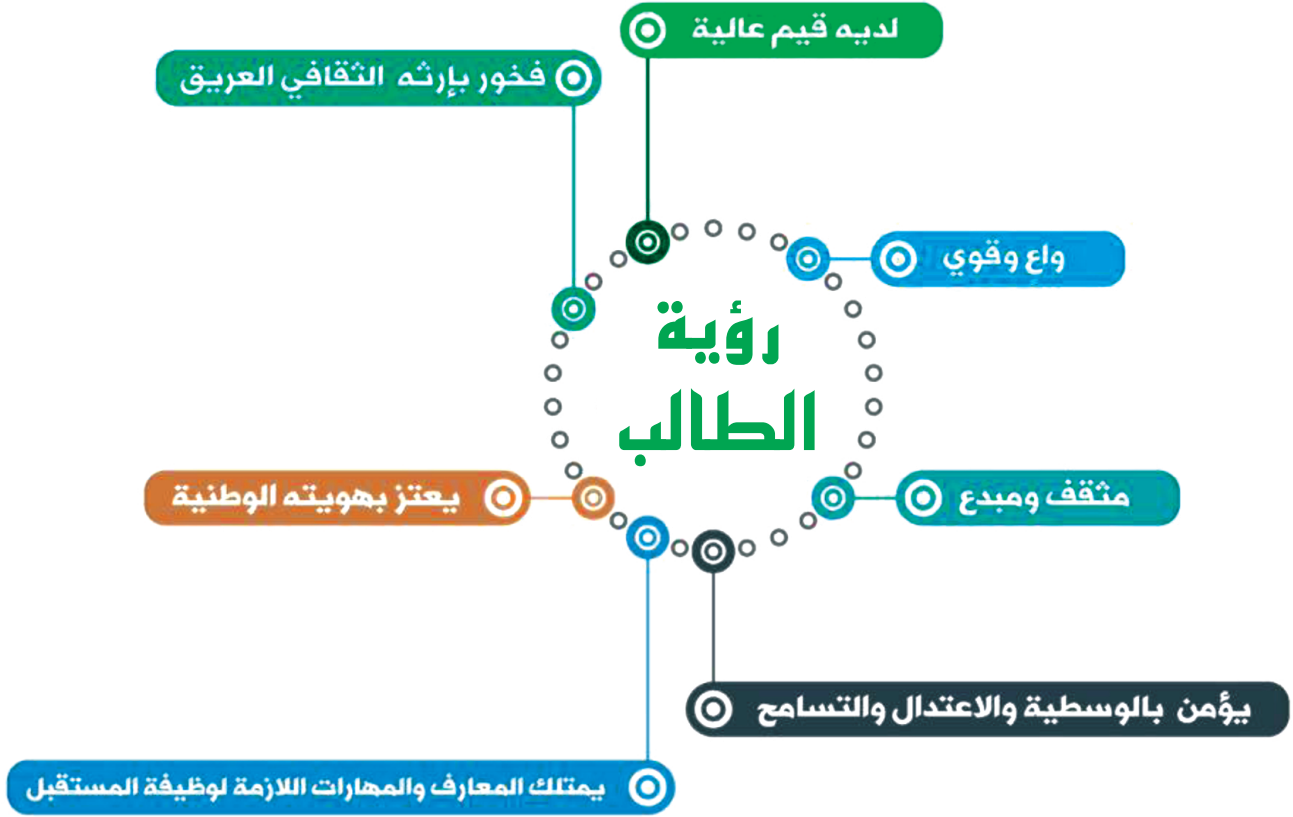 لديه قيم عالية
فخور بإرثه الثقافي العريق
واع وقوي
رؤية
الطالب
مثقف ومبدع
يعتز بهويته الوطنية
يؤمن بالوسطية والاعتدال والتسامح
يمتلك المعارف والمهارات اللازمة لوظيفة المستقبل